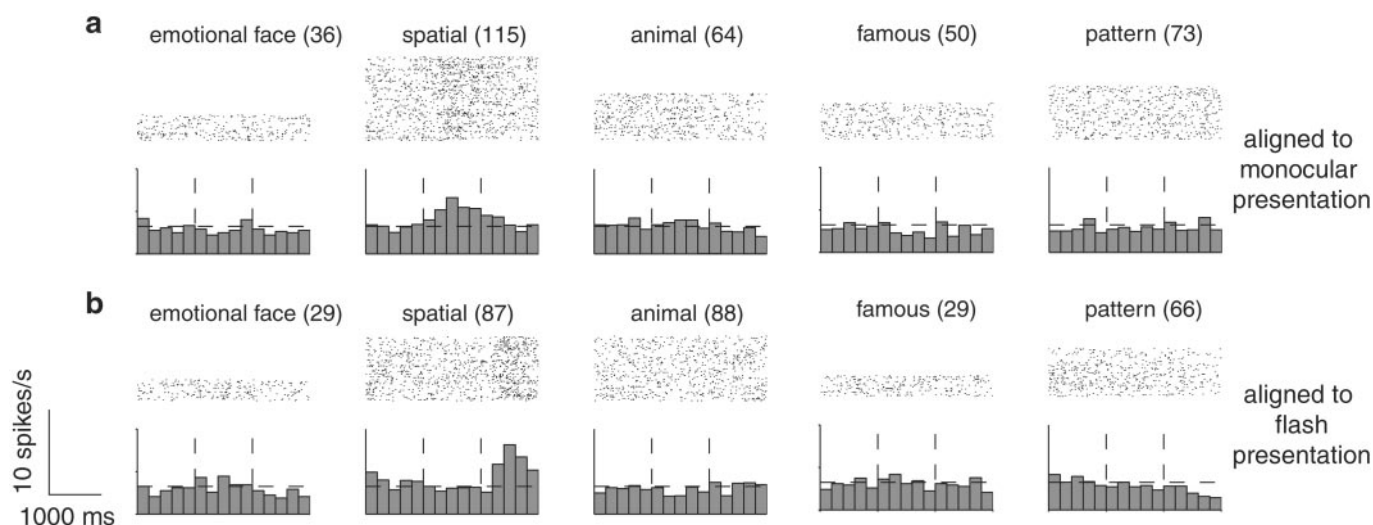 a
emotional face (36) spatial (115) animal (64) famous (50) pattern (73)
aligned to
monocular
presentation
b
emotional face (29) spatial (87) animal (88) famous (29) pattern (66)
aligned to
flash
presentation
10 spikes/s
1000 ms